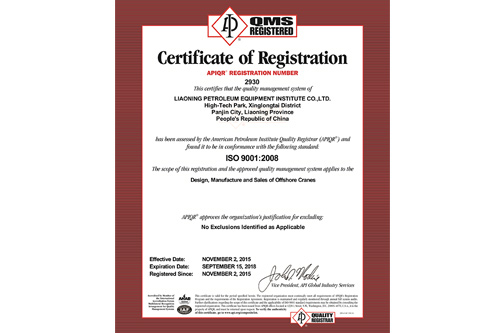 API
QMS
REGISTERED
Certificate of Registration
APIQR® REGISTRATION NUMBER
2930
This certifies that the quality management system of
LIAONING PETROLEUM EQUIPMENT INSTITUTE CO.,LTD.
High-Tech Park, Xinglongtai District
Panjin City, Liaoning Province
People's Republic of China
has been assessed by the American Petroleum Institute Quality Registrar (APIQR®) and
found it to be in conformance with the following standard:
ISO 9001:2008
The scope of this registration and the approved quality management system applies to the
Design, Manufacture and Sales of Offshore Cranes
APIQR® approves the organization's justification for excluding:
No Exclusions Identified as Applicable
Effective Date: NOVEMBER 2, 2015
Expiration Date: SEPTEMBER 15, 2018
Registered Since: NOVEMBER 2, 2015
Vice President, API Global Industry Services
API
QUALITY
REGISTRAR